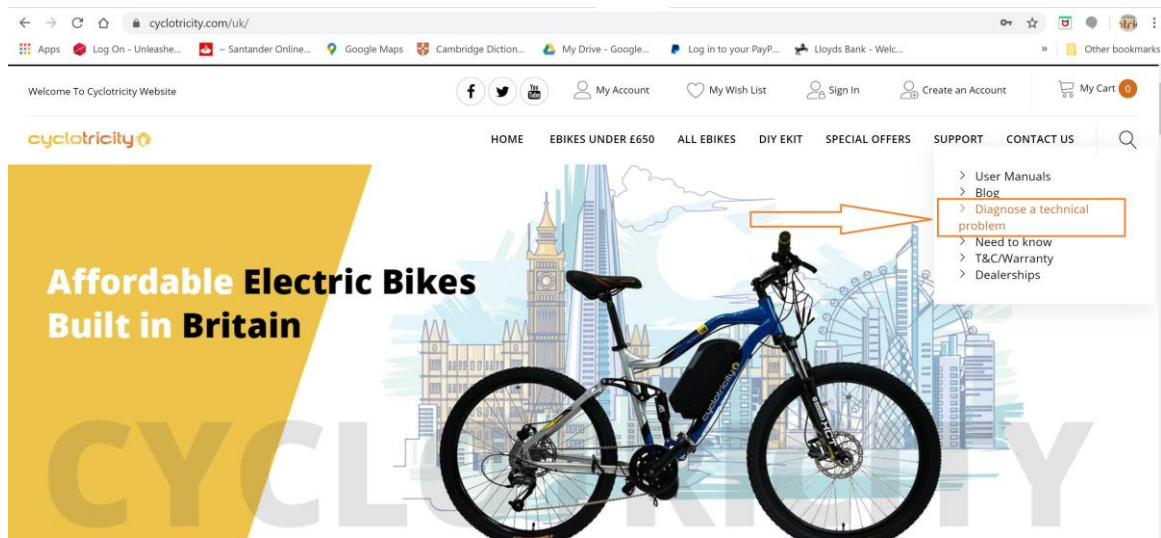 cyclotricity.com/uk/
Apps Log On - Unleashe... ~ Santander Online... Google Maps Cambridge Diction... My Drive - Google... Log in to your PayP... Lloyds Bank - Welc... » Other bookmarks
Welcome To Cyclotricity Website f You Tube My Account My Wish List Sign In Create an Account My Cart 0
cyclotricity HOME EBIKES UNDER £650 ALL EBIKES DIY EKIT SPECIAL OFFERS SUPPORT CONTACT US
> User Manuals
> Blog
> Diagnose a technical
problem
> Need to know
> T&C/Warranty
> Dealerships
Affordable Electric Bikes
Built in Britain
cyclotricity
CYCLOTRICITY